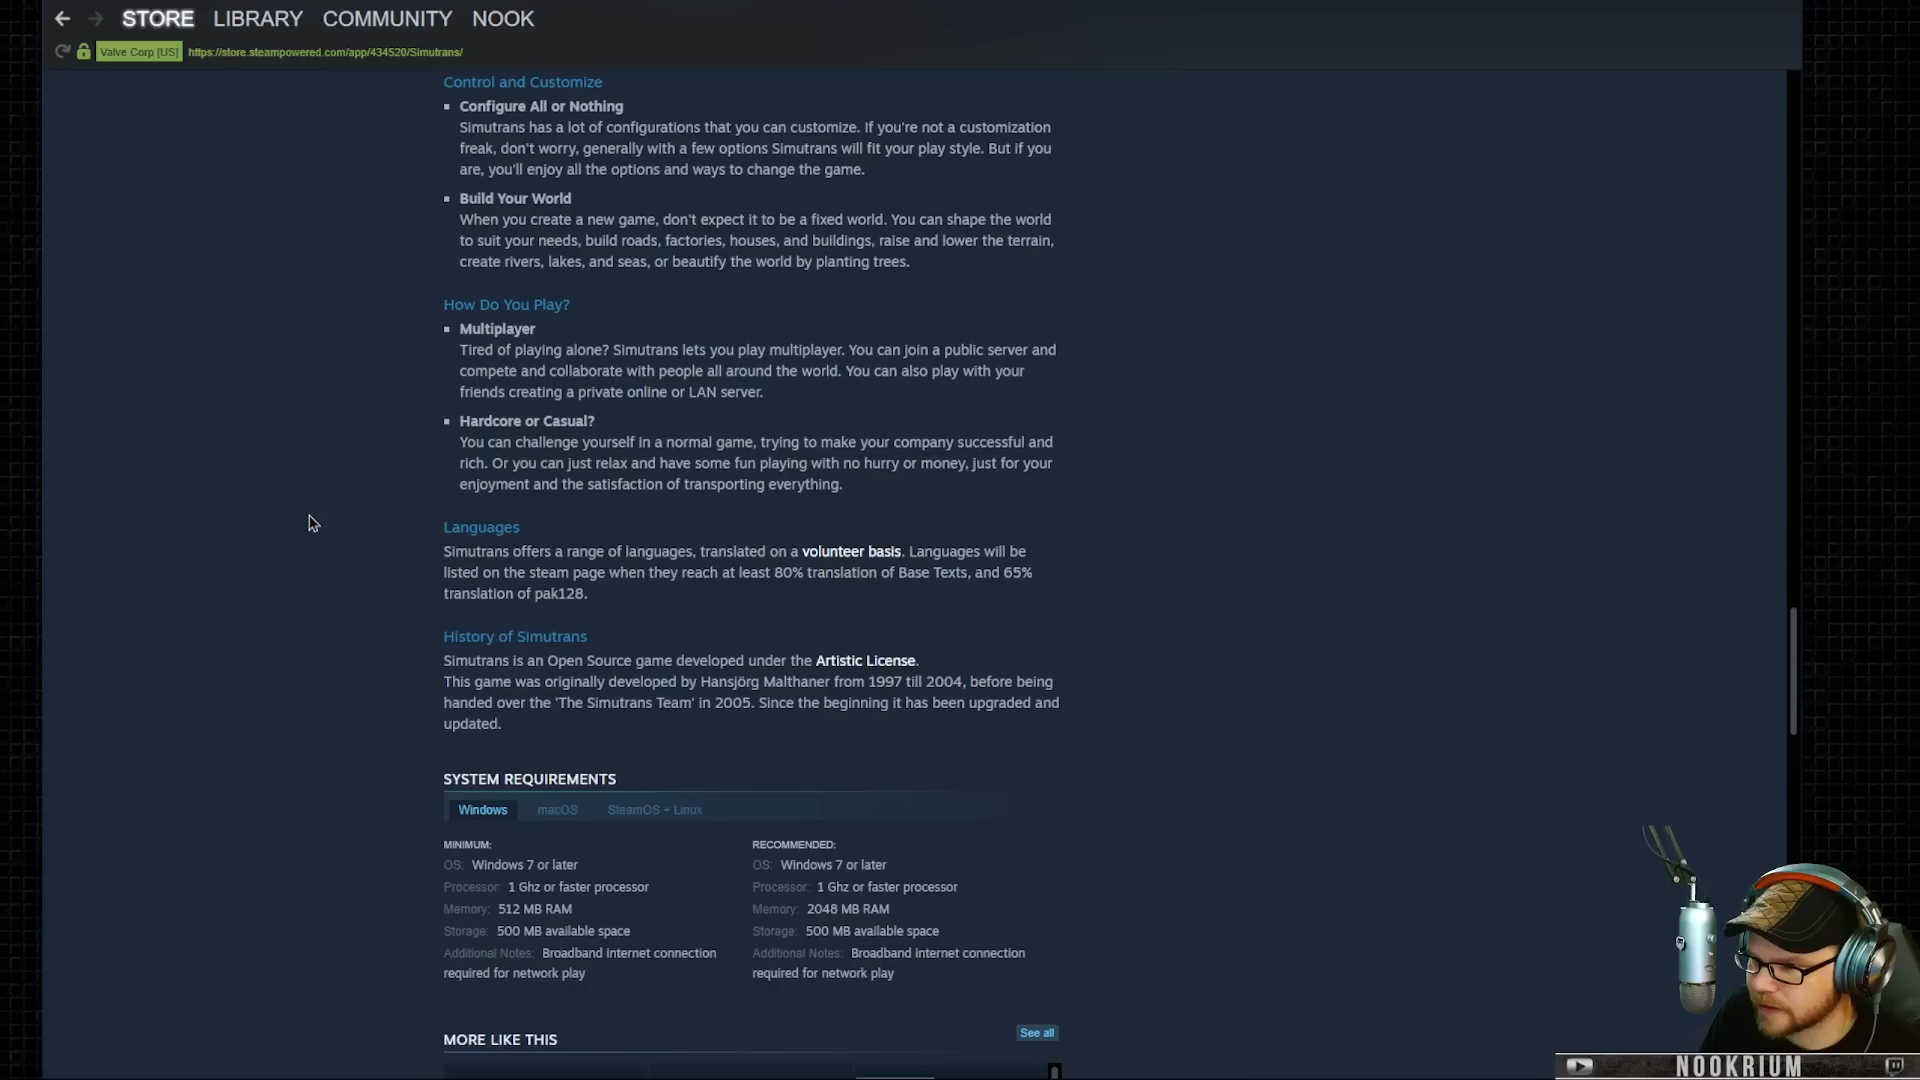 STORE LIBRARY COMMUNITY NOOK
Valve Corp [US] https://store.steampowered.com/app/434520/Simutrans/
Control and Customize
Configure All or Nothing
Simutrans has a lot of configurations that you can customize. If you're not a customization
freak, don't worry, generally with a few options Simutrans will fit your play style. But if you
are, you'll enjoy all the options and ways to change the game.
Build Your World
When you create a new game, don't expect it to be a fixed world. You can shape the world
to suit your needs, build roads, factories, houses, and buildings, raise and lower the terrain,
create rivers, lakes, and seas, or beautify the world by planting trees.
How Do You Play?
Multiplayer
Tired of playing alone? Simutrans lets you play multiplayer. You can join a public server and
compete and collaborate with people all around the world. You can also play with your
friends creating a private online or LAN server.
Hardcore or Casual?
You can challenge yourself in a normal game, trying to make your company successful and
rich. Or you can just relax and have some fun playing with no hurry or money, just for your
enjoyment and the satisfaction of transporting everything.
Languages
Simutrans offers a range of languages, translated on a volunteer basis. Languages will be
listed on the steam page when they reach at least 80% translation of Base Texts, and 65%
translation of pak128.
History of Simutrans
Simutrans is an Open Source game developed under the Artistic License.
This game was originally developed by Hansjörg Malthaner from 1997 till 2004, before being
handed over the 'The Simutrans Team' in 2005. Since the beginning it has been upgraded and
updated.
SYSTEM REQUIREMENTS
Windows macOS SteamOS + Linux
MINIMUM:
OS: Windows 7 or later
Processor: 1 Ghz or faster processor
Memory: 512 MB RAM
Storage: 500 MB available space
Additional Notes: Broadband internet connection
required for network play
RECOMMENDED:
OS: Windows 7 or later
Processor: 1 Ghz or faster processor
Memory: 2048 MB RAM
Storage: 500 MB available space
Additional Notes: Broadband internet connection
required for network play
MORE LIKE THIS
See all
NOOKRIUM